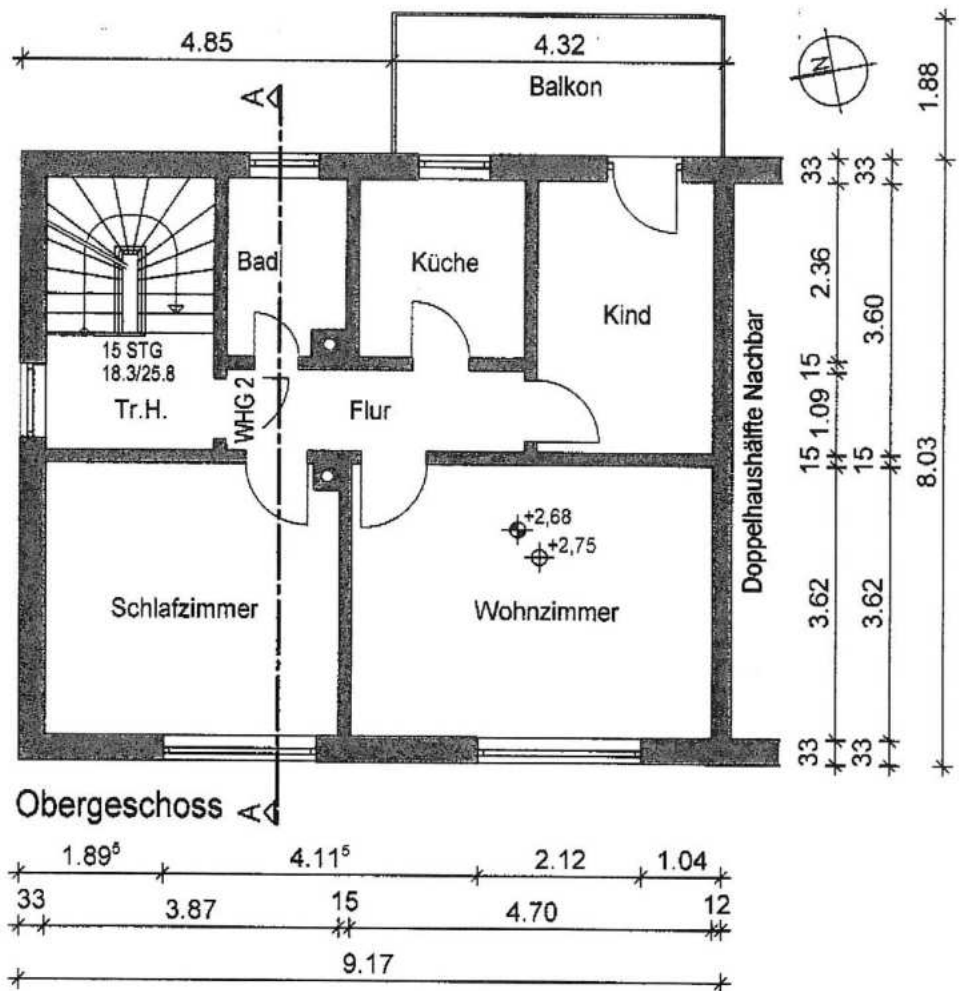 4.85
4.32
Balkon
N
1.88
A
33
33
Bad
Küche
Kind
2.36
3.60
15 STG
18.3/25.8
Tr.H.
WHG 2
Flur
15
1.09
15
15
8.03
Doppelhaushälfte Nachbar
+2,68
+2,75
Schlafzimmer
Wohnzimmer
3.62
3.62
33
33
Obergeschoss
A
1.89⁵
4.11⁵
2.12
1.04
33
3.87
15
4.70
12
9.17